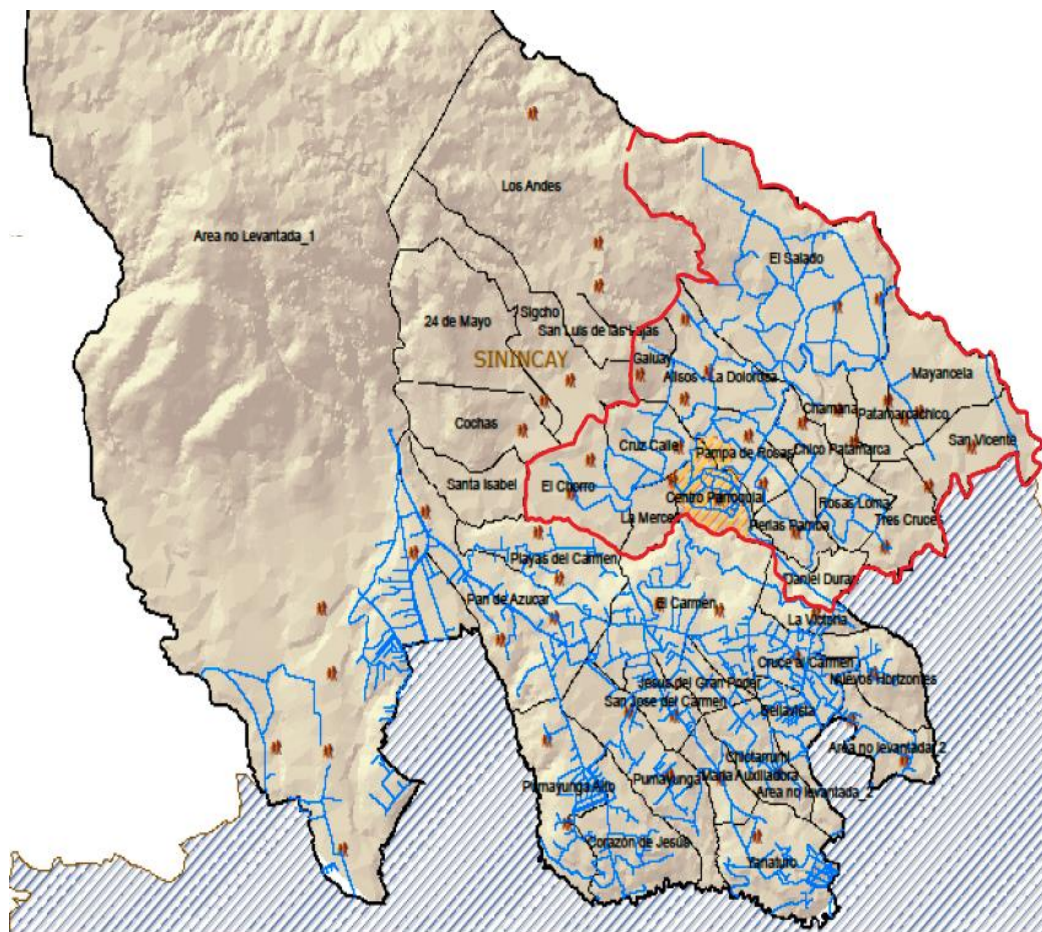 Los Andes
Area no Levantada_1
El Salado
24 de Mayo
Sigcho
San Luis de las Lajas
SININCAY
Galuay
Alisos - La Dolorosa
Mayancela
Chamana
Patamarcachico
Cochas
Cruz Calle
Pampa de Rosas
Chico Patamarca
San Vicente
Santa Isabel
El Chorro
Centro Parroquial
La Merced
Perlas Pamba
Rosas Loma
Tres Cruces
Playas del Carmen
Daniel Duran
Pan de Azucar
El Carmen
La Victoria
Cruce al Carmen
Nuevos Horizontes
Jesus del Gran Poder
San Jose del Carmen
Bellavista
Area no levantada_2
Chictarrumi
Pumayunga Alto
Pumayunga
Maria Auxiliadora
Area no levantada_2
Corazón de Jesús
Yanaturo